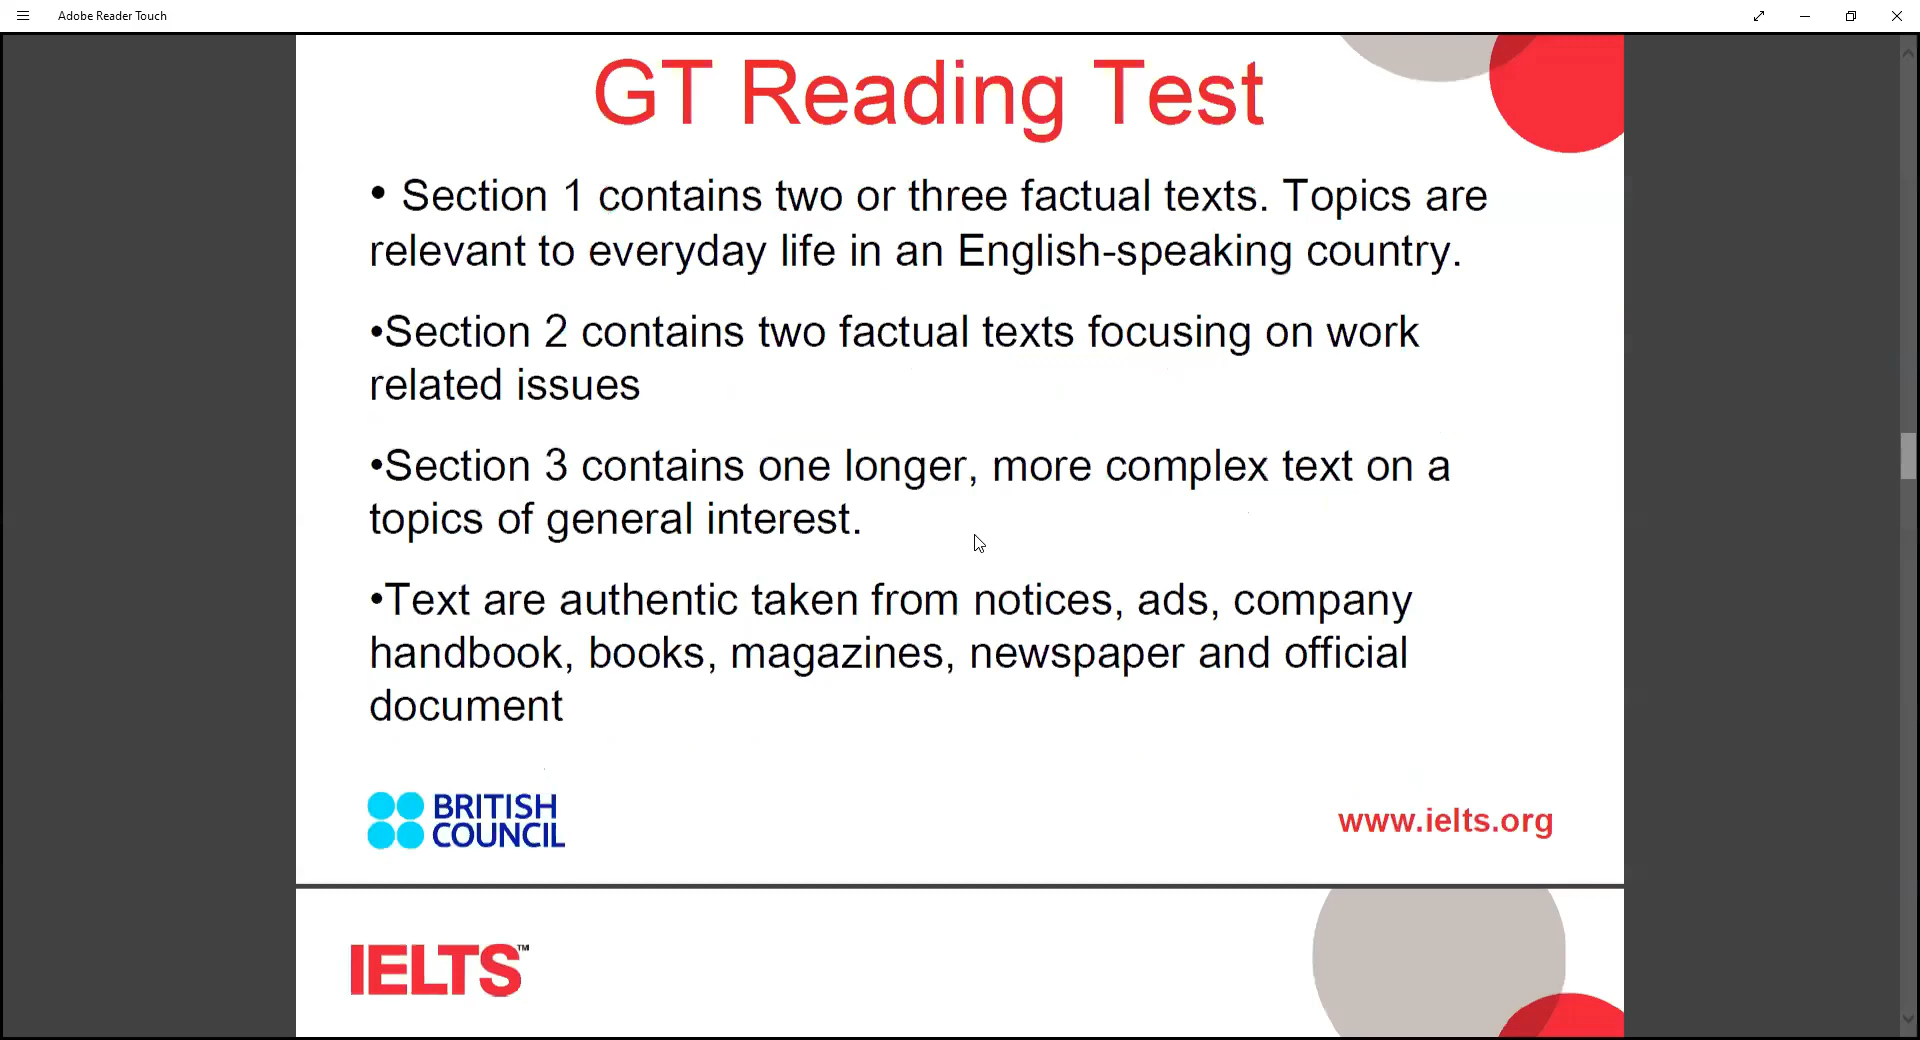 Adobe Reader Touch
GT Reading Test
• Section 1 contains two or three factual texts. Topics are
relevant to everyday life in an English-speaking country.
•Section 2 contains two factual texts focusing on work
related issues
•Section 3 contains one longer, more complex text on a
topics of general interest.
•Text are authentic taken from notices, ads, company
handbook, books, magazines, newspaper and official
document
BRITISH
COUNCIL
www.ielts.org
IELTS™